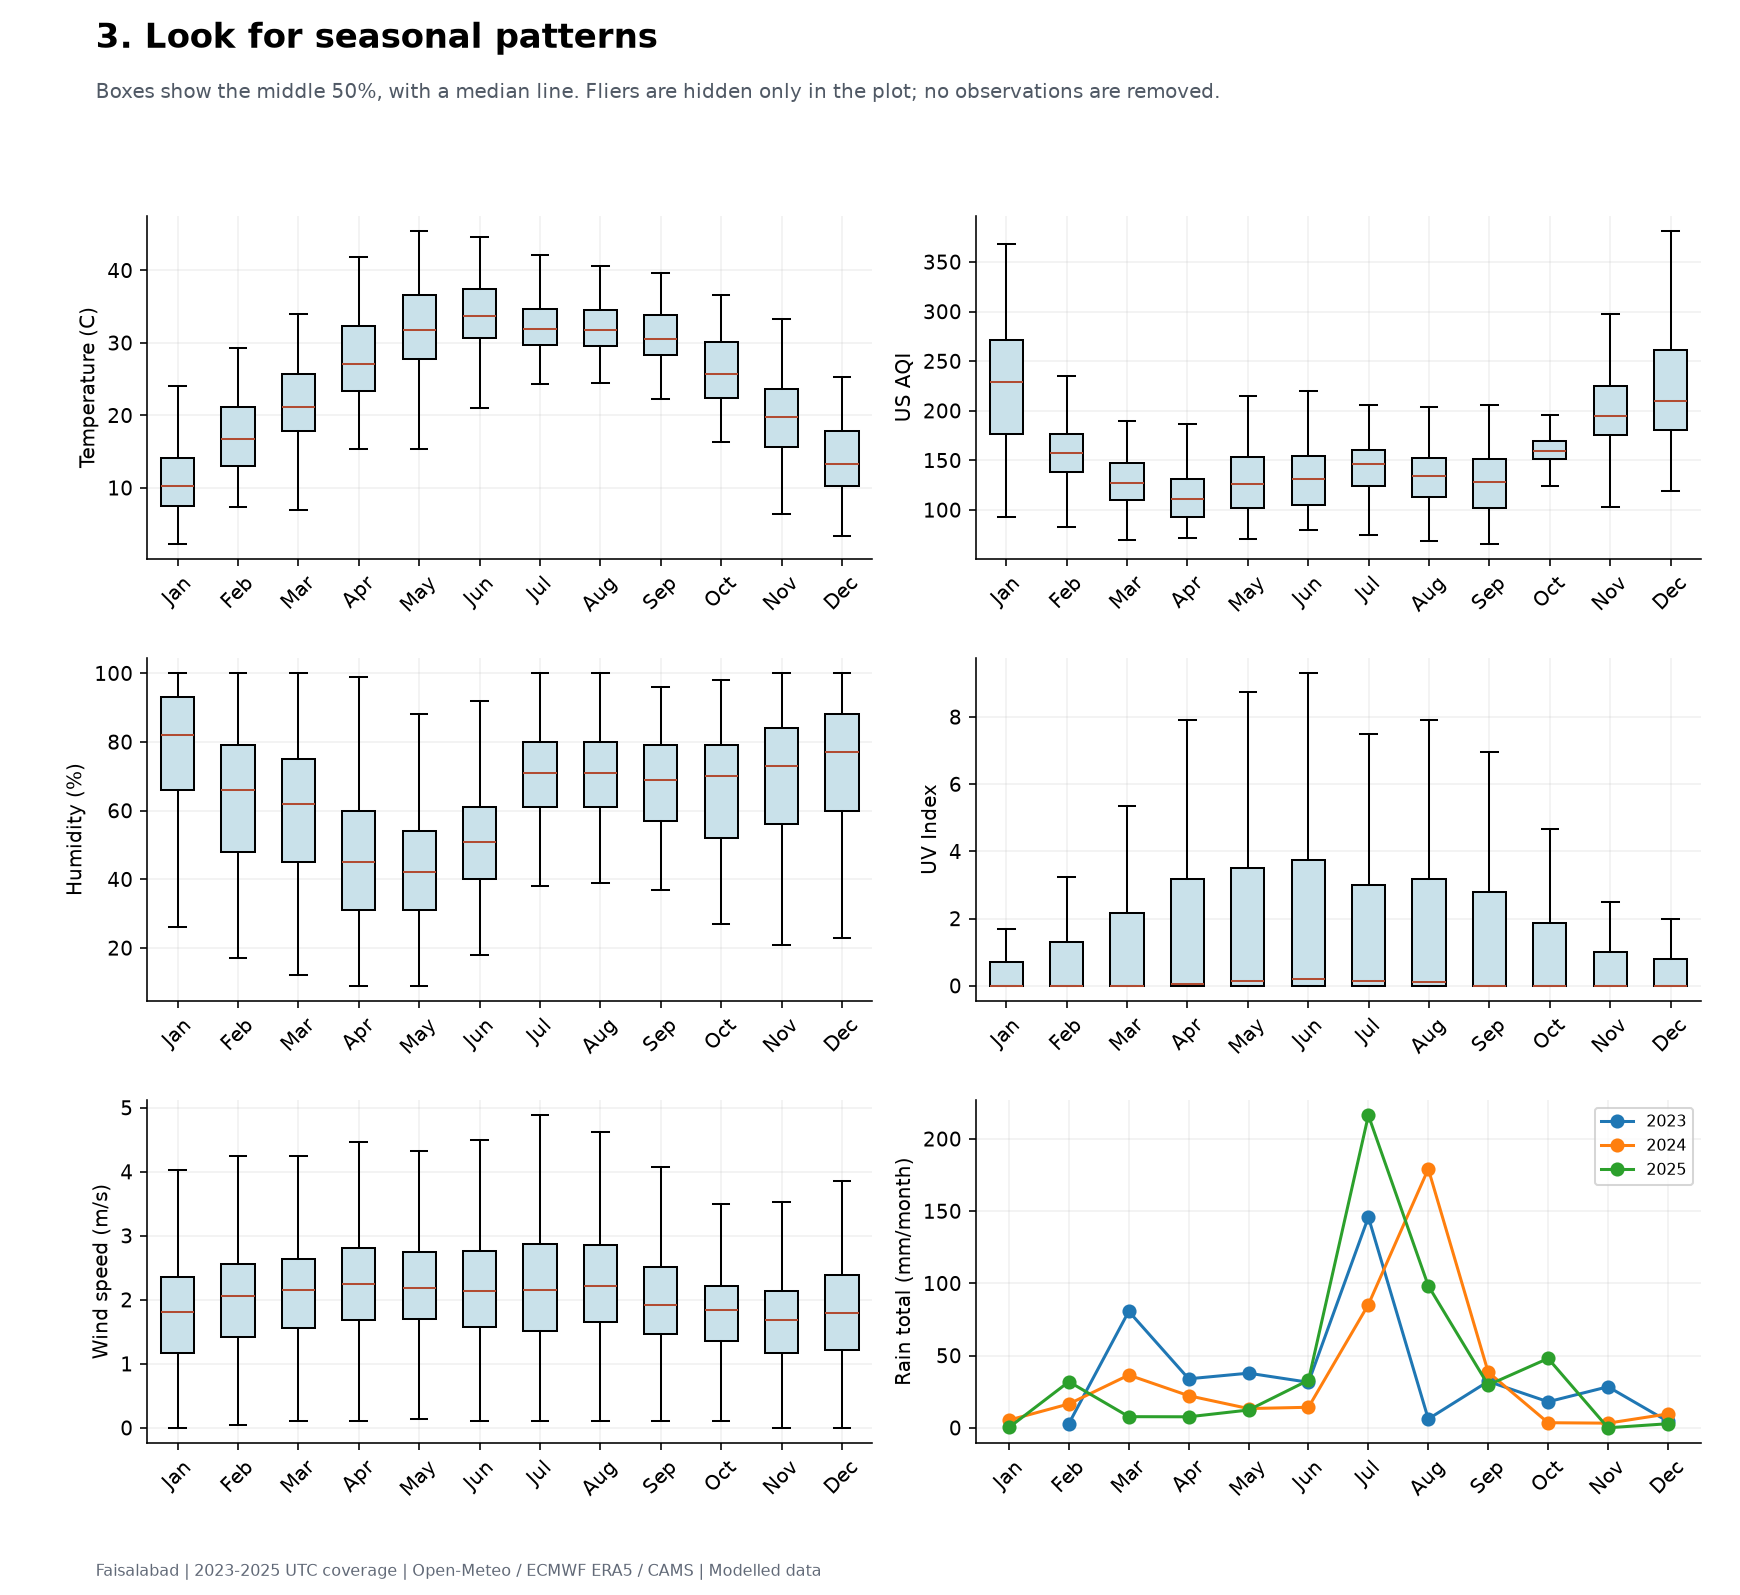 3. Look for seasonal patterns
Boxes show the middle 50%, with a median line. Fliers are hidden only in the plot; no observations are removed.
Temperature (C)
40
30
20
10
Jan Feb Mar Apr May Jun Jul Aug Sep Oct Nov Dec
US AQI
350
300
250
200
150
100
Jan Feb Mar Apr May Jun Jul Aug Sep Oct Nov Dec
Humidity (%)
100
80
60
40
20
Jan Feb Mar Apr May Jun Jul Aug Sep Oct Nov Dec
UV Index
8
6
4
2
0
Jan Feb Mar Apr May Jun Jul Aug Sep Oct Nov Dec
Wind speed (m/s)
5
4
3
2
1
0
Jan Feb Mar Apr May Jun Jul Aug Sep Oct Nov Dec
Rain total (mm/month)
200
150
100
50
0
2023
2024
2025
Jan Feb Mar Apr May Jun Jul Aug Sep Oct Nov Dec
Faisalabad | 2023-2025 UTC coverage | Open-Meteo / ECMWF ERA5 / CAMS | Modelled data